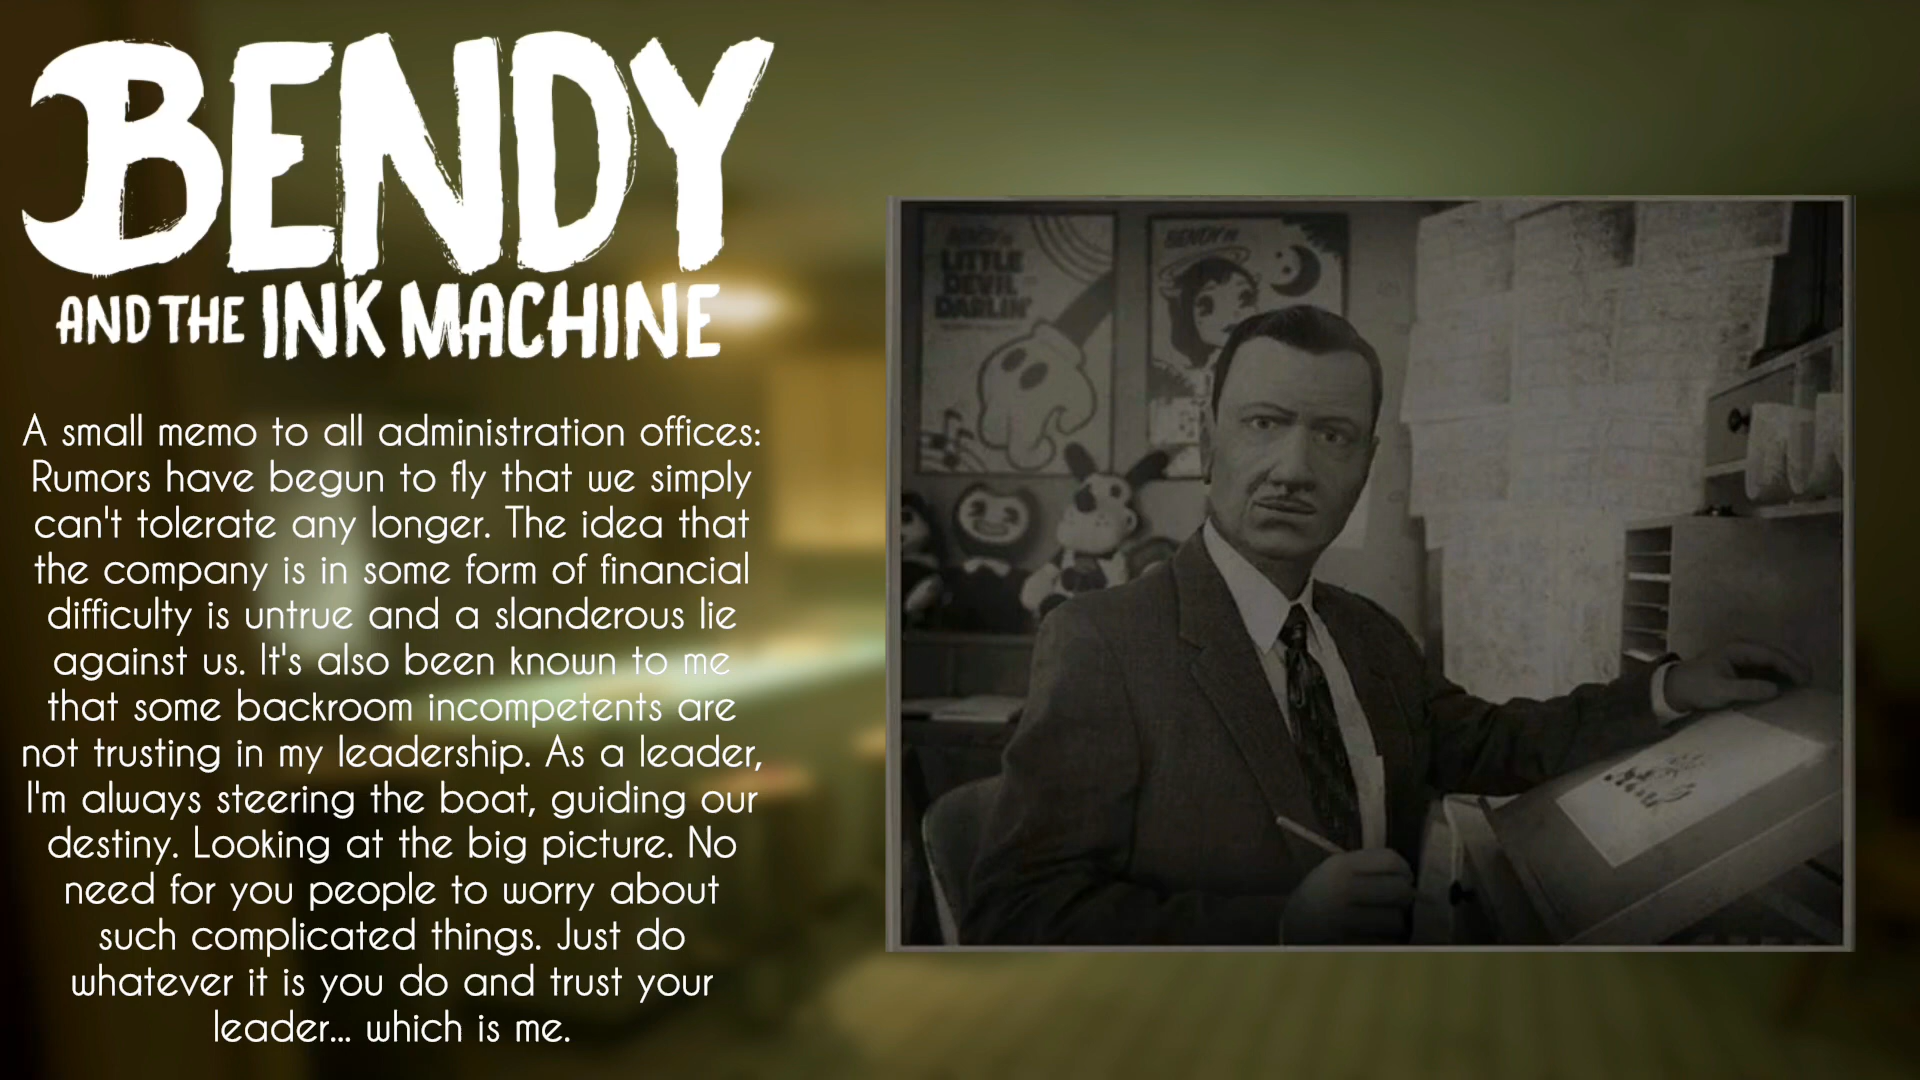 BENDY
AND THE INK MACHINE
A small memo to all administration offices:
Rumors have begun to fly that we simply
can't tolerate any longer. The idea that
the company is in some form of financial
difficulty is untrue and a slanderous lie
against us. It's also been known to me
that some backroom incompetents are
not trusting in my leadership. As a leader,
I'm always steering the boat, guiding our
destiny. Looking at the big picture. No
need for you people to worry about
such complicated things. Just do
whatever it is you do and trust your
leader... which is me.
LITTLE
DEVIL
DARLIN'
BENDY in